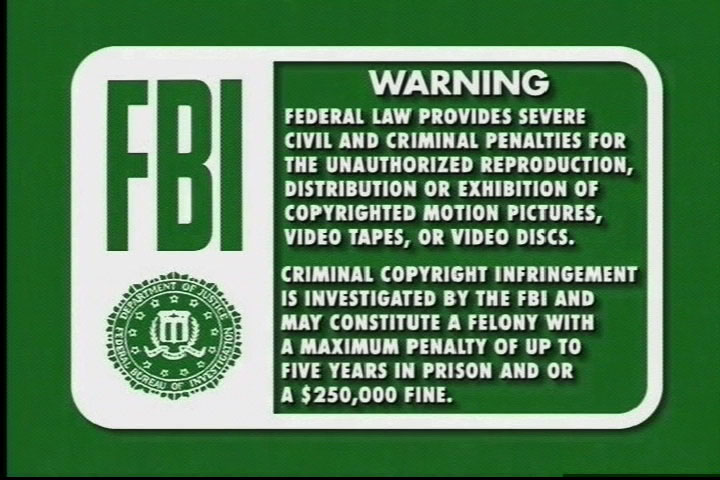 FBI
DEPARTMENT OF JUSTICE
FEDERAL BUREAU OF INVESTIGATION
WARNING
FEDERAL LAW PROVIDES SEVERE
CIVIL AND CRIMINAL PENALTIES FOR
THE UNAUTHORIZED REPRODUCTION,
DISTRIBUTION OR EXHIBITION OF
COPYRIGHTED MOTION PICTURES,
VIDEO TAPES, OR VIDEO DISCS.
CRIMINAL COPYRIGHT INFRINGEMENT
IS INVESTIGATED BY THE FBI AND
MAY CONSTITUTE A FELONY WITH
A MAXIMUM PENALTY OF UP TO
FIVE YEARS IN PRISON AND OR
A $250,000 FINE.